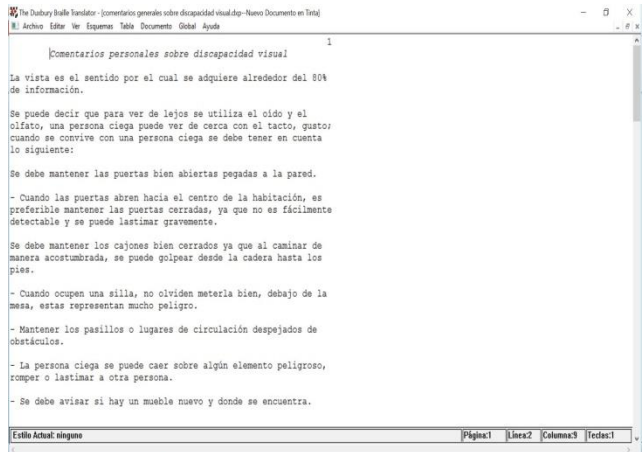 The Duxbury Braille Translator - [comentarios generales sobre discapacidad visual.dxp--Nuevo Documento en Tinta]
Archivo Editar Ver Esquemas Tabla Documento Global Ayuda
1
Comentarios personales sobre discapacidad visual
La vista es el sentido por el cual se adquiere alrededor del 80%
de información.
Se puede decir que para ver de lejos se utiliza el oído y el
olfato, una persona ciega puede ver de cerca con el tacto, gusto;
cuando se convive con una persona ciega se debe tener en cuenta
lo siguiente:
Se debe mantener las puertas bien abiertas pegadas a la pared.
- Cuando las puertas abren hacia el centro de la habitación, es
preferible mantener las puertas cerradas, ya que no es fácilmente
detectable y se puede lastimar gravemente.
Se debe mantener los cajones bien cerrados ya que al caminar de
manera acostumbrada, se puede golpear desde la cadera hasta los
pies.
- Cuando ocupen una silla, no olviden meterla bien, debajo de la
mesa, estas representan mucho peligro.
- Mantener los pasillos o lugares de circulación despejados de
obstáculos.
- La persona ciega se puede caer sobre algún elemento peligroso,
romper o lastimar a otra persona.
- Se debe avisar si hay un mueble nuevo y donde se encuentra.
Estilo Actual: ninguno Página:1 Línea:2 Columna:9 Teclas:1